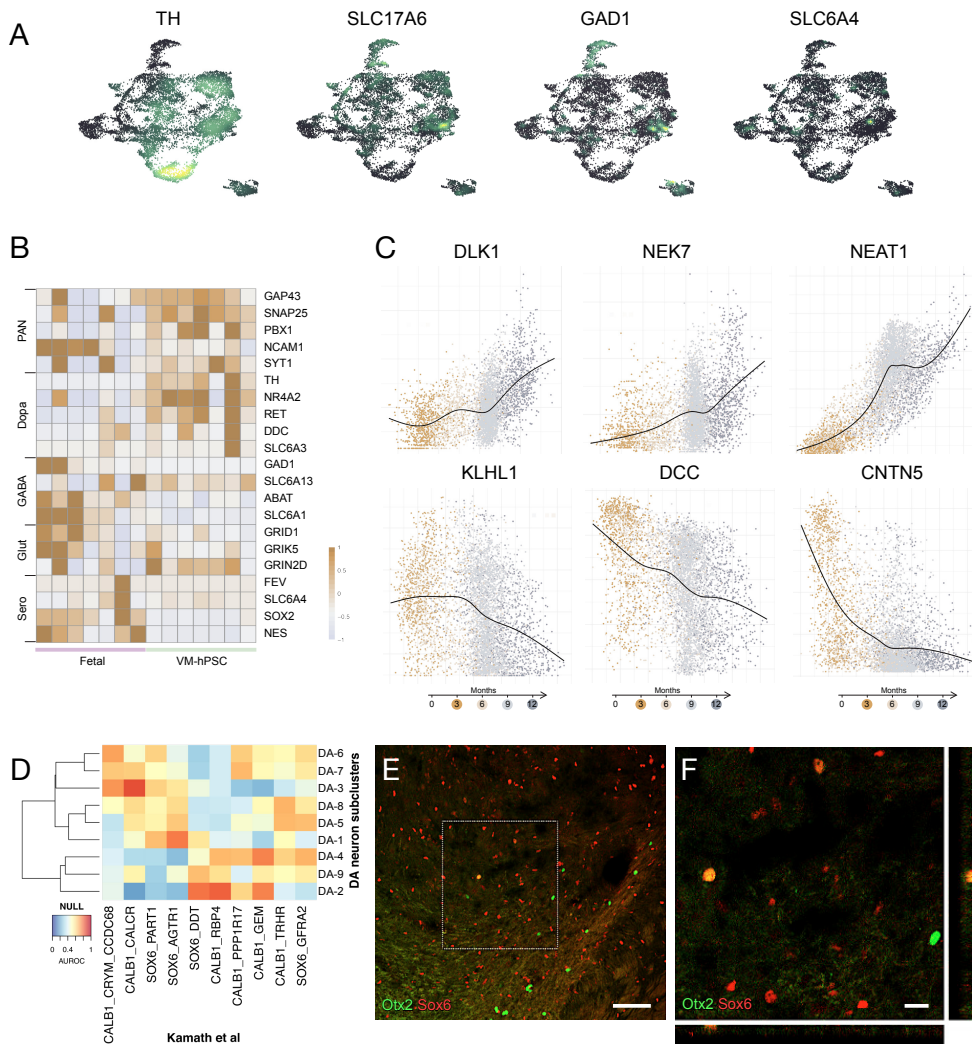 A
TH
SLC17A6
GAD1
SLC6A4
B
PAN
Dopa
GABA
Glut
Sero
GAP43
SNAP25
PBX1
NCAM1
SYT1
TH
NR4A2
RET
DDC
SLC6A3
GAD1
SLC6A13
ABAT
SLC6A1
GRID1
GRIK5
GRIN2D
FEV
SLC6A4
SOX2
NES
1
0.5
0
−0.5
−1
Fetal
VM-hPSC
C
DLK1
NEK7
NEAT1
KLHL1
DCC
CNTN5
Months
0 3 6 9 12
Months
0 3 6 9 12
Months
0 3 6 9 12
D
DA-6
DA-7
DA-3
DA-8
DA-5
DA-1
DA-4
DA-9
DA-2
DA neuron subclusters
NULL
0 0.4 1
AUROC
CALB1_CRYM_CCDC68
CALB1_CALCR
SOX6_PART1
SOX6_AGTR1
SOX6_DDT
CALB1_RBP4
CALB1_PPP1R17
CALB1_GEM
CALB1_TRHR
SOX6_GFRA2
Kamath et al
E
Otx2 Sox6
F
Otx2 Sox6